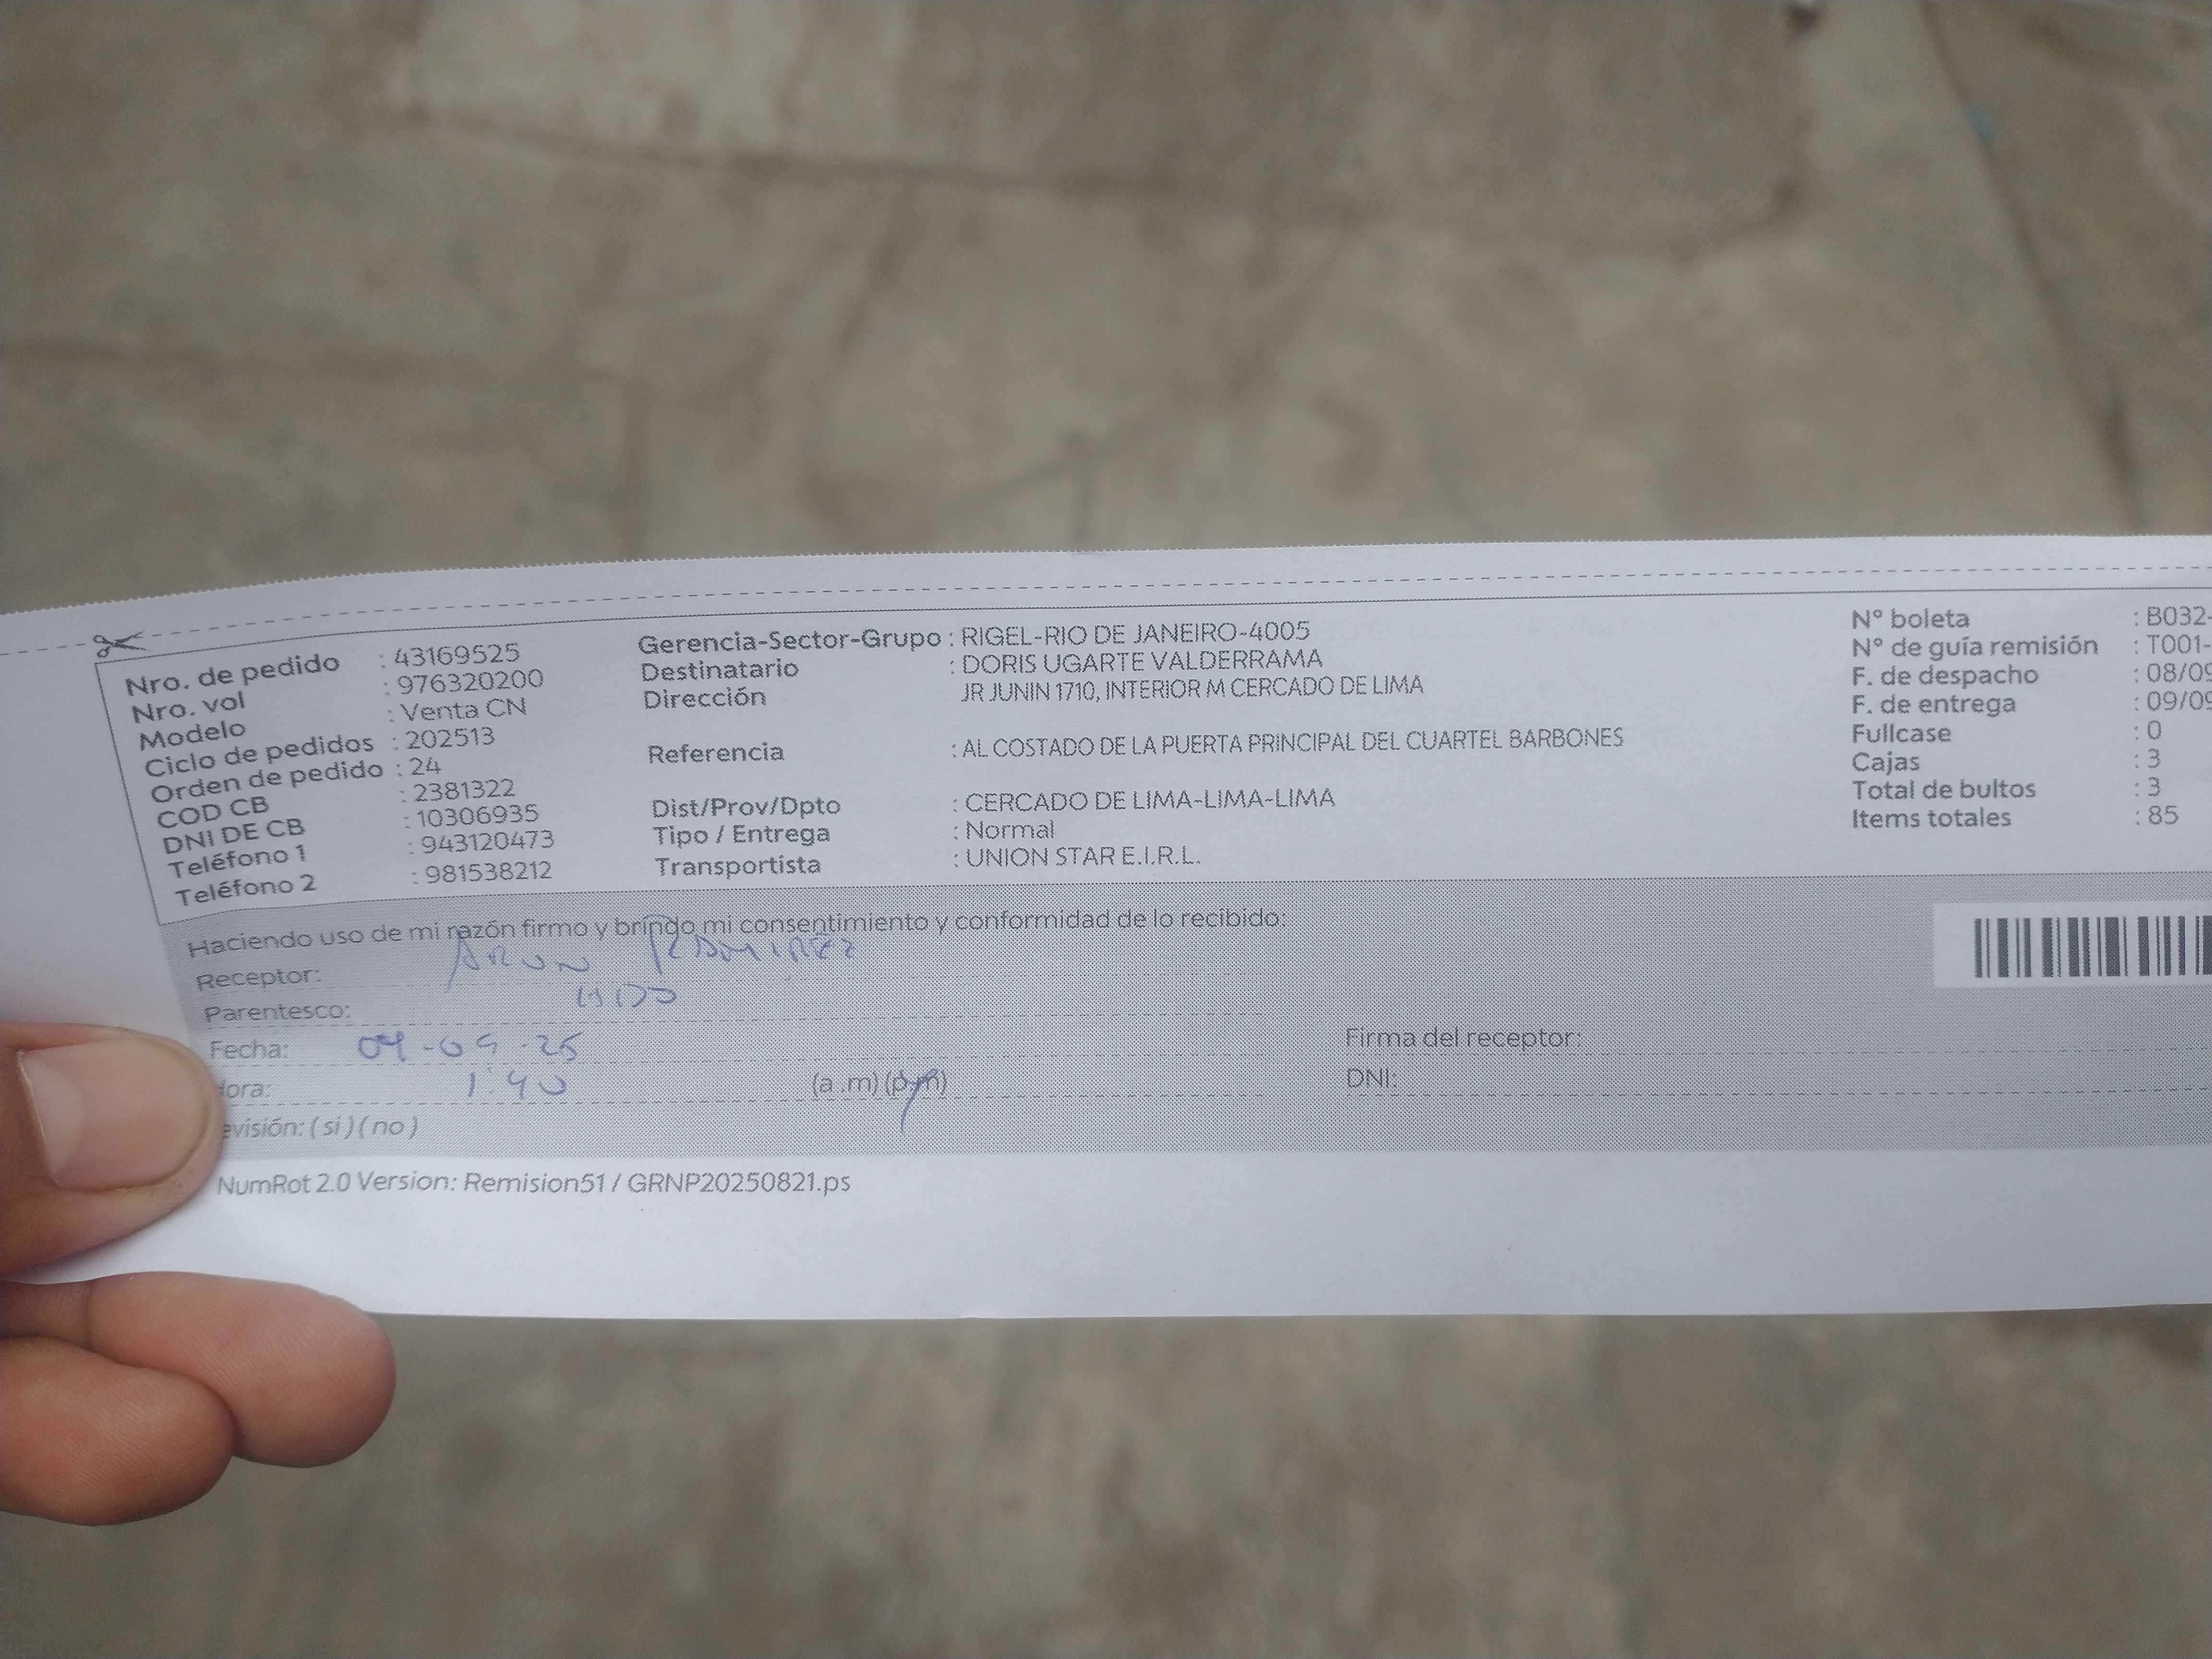 Nro. de pedido : 43169525
Nro. vol : 976320200
Modelo : Venta CN
Ciclo de pedidos : 202513
Orden de pedido : 24
COD CB : 2381322
DNI DE CB : 10306935
Teléfono 1 : 943120473
Teléfono 2 : 981538212
Gerencia-Sector-Grupo : RIGEL-RIO DE JANEIRO-4005
Destinatario : DORIS UGARTE VALDERRAMA
Dirección JR JUNIN 1710, INTERIOR M CERCADO DE LIMA
Referencia : AL COSTADO DE LA PUERTA PRINCIPAL DEL CUARTEL BARBONES
Dist/Prov/Dpto : CERCADO DE LIMA-LIMA-LIMA
Tipo / Entrega : Normal
Transportista : UNION STAR E.I.R.L.
N° boleta : B032-
N° de guía remisión : T001-
F. de despacho : 08/09
F. de entrega : 09/09
Fullcase : 0
Cajas : 3
Total de bultos : 3
Items totales : 85
Haciendo uso de mi razón firmo y brindo mi consentimiento y conformidad de lo recibido:
Receptor: ARON RAMIREZ
Parentesco:
Fecha: 09-09-25
Hora: 1:40 (a .m) (p.m)
evisión: ( si ) ( no )
Firma del receptor:
DNI:
NumRot 2.0 Version: Remision51 / GRNP20250821.ps